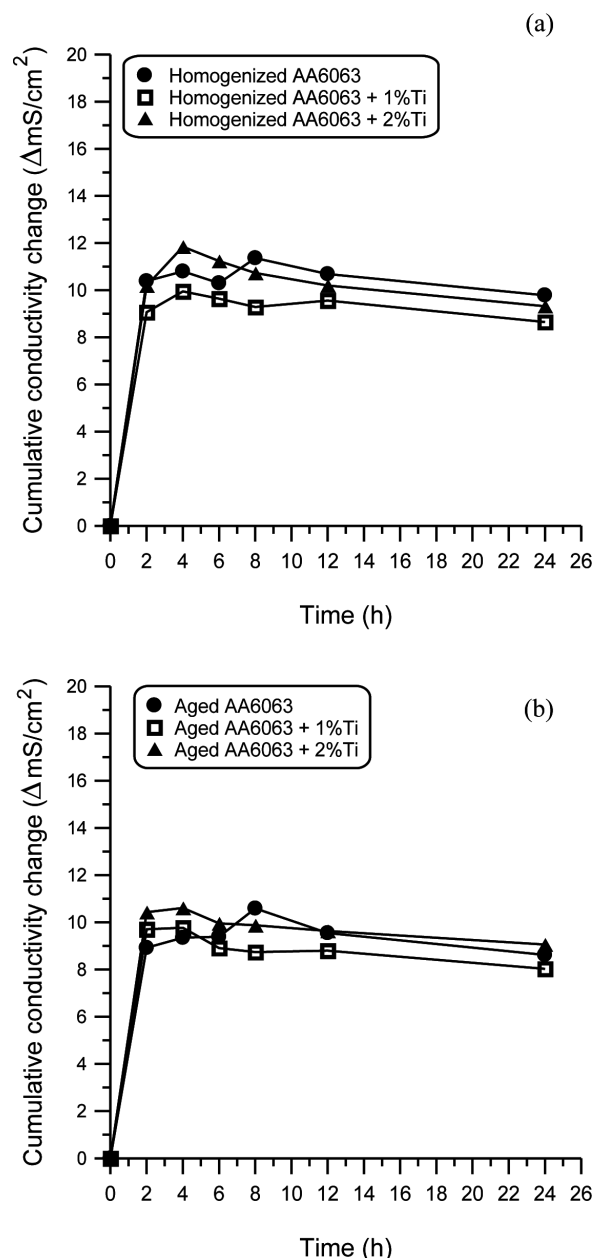 (a)
20
18
16
14
12
10
8
6
4
2
0
Cumulative conductivity change (ΔmS/cm²)
Homogenized AA6063
Homogenized AA6063 + 1%Ti
Homogenized AA6063 + 2%Ti
0 2 4 6 8 10 12 14 16 18 20 22 24 26
Time (h)
(b)
20
18
16
14
12
10
8
6
4
2
0
Cumulative conductivity change (ΔmS/cm²)
Aged AA6063
Aged AA6063 + 1%Ti
Aged AA6063 + 2%Ti
0 2 4 6 8 10 12 14 16 18 20 22 24 26
Time (h)